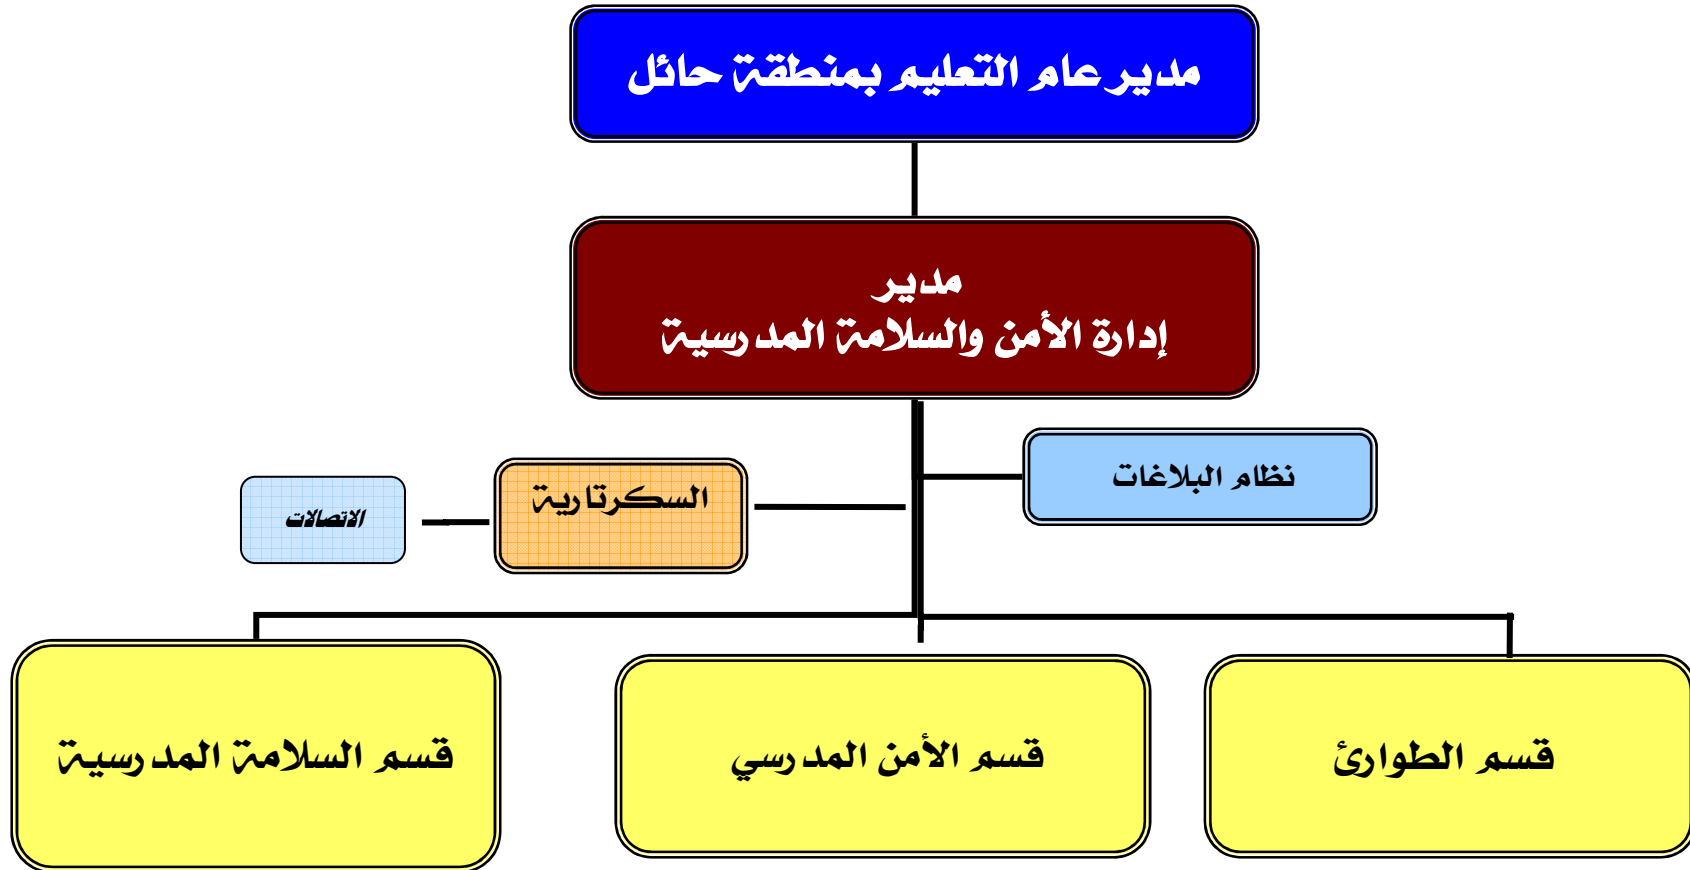 مدير عام التعليم بمنطقة حائل
مدير
إدارة الأمن والسلامة المدرسية
نظام البلاغات
السكرتارية
الاتصالات
قسم الطوارئ
قسم الأمن المدرسي
قسم السلامة المدرسية